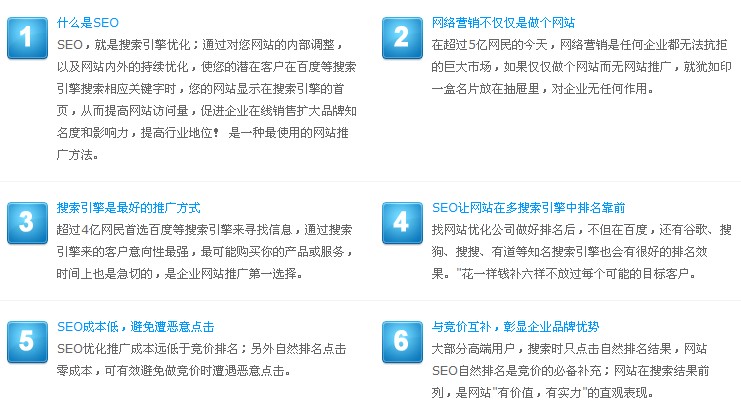 1
什么是SEO
SEO，就是搜索引擎优化；通过对您网站的内部调整，
以及网站内外的持续优化，使您的潜在客户在百度等搜索
引擎搜索相应关键字时，您的网站显示在搜索引擎的首
页，从而提高网站访问量，促进企业在线销售扩大品牌知
名度和影响力，提高行业地位！ 是一种最使用的网站推
广方法。
2
网络营销不仅仅是做个网站
在超过5亿网民的今天，网络营销是任何企业都无法抗拒
的巨大市场，如果仅仅做个网站而无网站推广，就犹如印
一盒名片放在抽屉里，对企业无任何作用。
3
搜索引擎是最好的推广方式
超过4亿网民首选百度等搜索引擎来寻找信息，通过搜索
引擎来的客户意向性最强，最可能购买你的产品或服务，
时间上也是急切的，是企业网站推广第一选择。
4
SEO让网站在多搜索引擎中排名靠前
找网站优化公司做好排名后，不但在百度，还有谷歌、搜
狗、搜搜、有道等知名搜索引擎也会有很好的排名效
果。"花一样钱补六样不放过每个可能的目标客户。
5
SEO成本低，避免遭恶意点击
SEO优化推广成本远低于竞价排名；另外自然排名点击
零成本，可有效避免做竞价时遭遇恶意点击。
6
与竞价互补，彰显企业品牌优势
大部分高端用户，搜索时只点击自然排名结果，网站
SEO自然排名是竞价的必备补充；网站在搜索结果前
列，是网站"有价值，有实力"的直观表现。